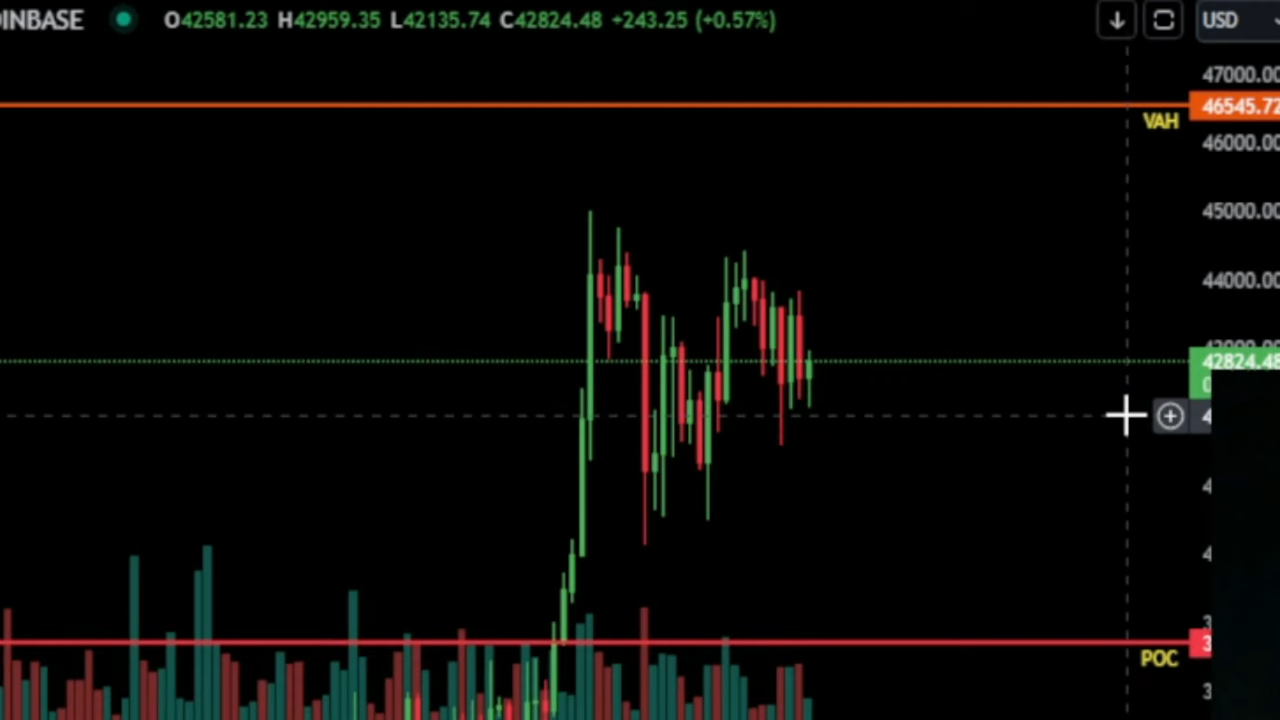 INBASE O42581.23 H42959.35 L42135.74 C42824.48 +243.25 (+0.57%) USD
47000.00
46545.72
VAH
46000.00
45000.00
44000.00
42824.48
POC